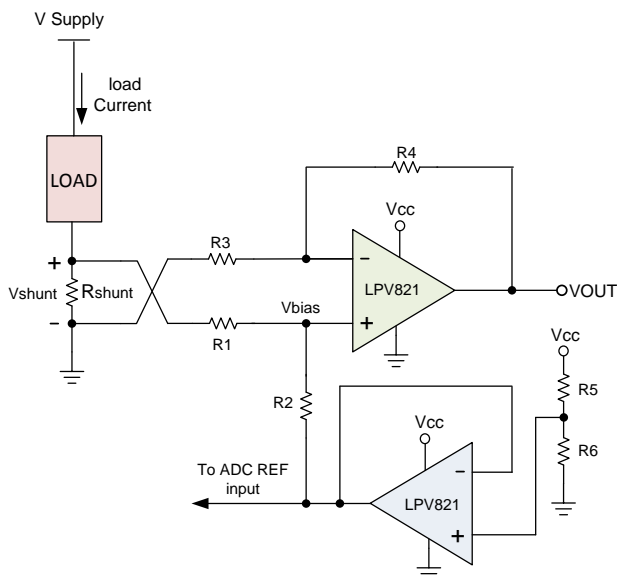 V Supply
load
Current
LOAD
R4
Vcc
R3
+
-
LPV821
VOUT
Vshunt
Rshunt
-
Vbias
+
R1
Vcc
R5
R2
Vcc
R6
To ADC REF
input
-
LPV821
+